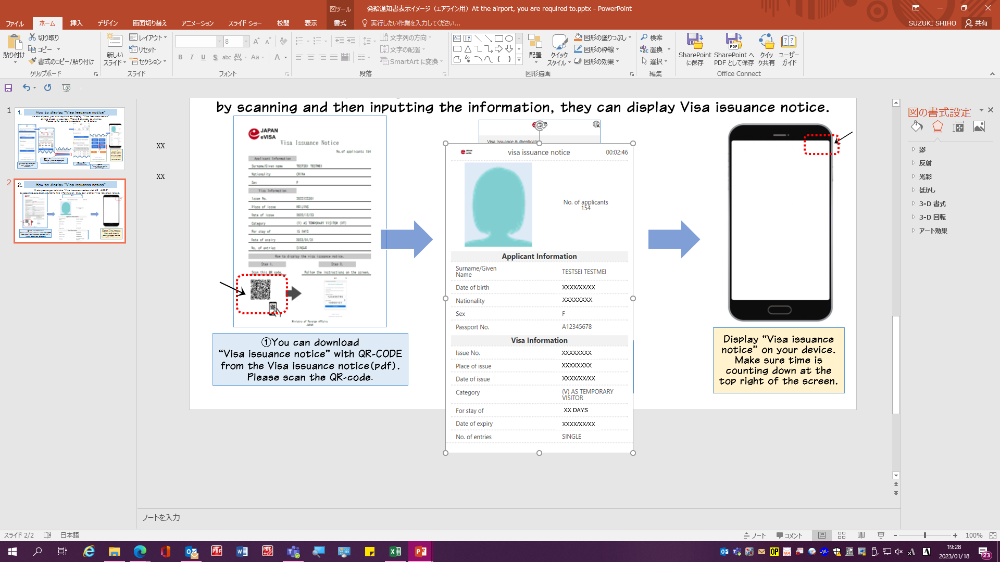 図ツール
発給通知書表示イメージ（エアライン用）At the airport, you are required to.pptx - PowerPoint
ファイル ホーム 挿入 デザイン 画面切り替え アニメーション スライド ショー 校閲 表示 書式 実行したい作業を入力してください...
SUZUKI SHIHO 共有
貼り付け
切り取り
コピー
書式のコピー/貼り付け
クリップボード
新しい
スライド
レイアウト
リセット
セクション
スライド
8
B I U S abc AV Aa A
フォント
文字列の方向
文字の配置
SmartArt に変換
段落
配置
クイック
スタイル
図形の塗りつぶし
図形の枠線
図形の効果
図形描画
検索
置換
選択
編集
SharePoint
に保存
SharePoint へ
PDF として保存
クイッ
ク共有
ユーザー
ガイド
Office Connect
1
1. How to display "Visa issuance notice"
2
2. How to display "Visa issuance notice"
XX
XX
by scanning and then inputting the information, they can display Visa issuance notice.
JAPAN
eVISA
Visa Issuance Notice
No.of applicants 154
Applicant Information
Surname/Given name TESTSEI TESTMEI
Nationality CHINA
Sex F
Visa Information
Issue No.
Place of issue BEIJING
Date of issue 2022/12/23
Category (V) AS TEMPORARY VISITOR
For stay of 15 DAYS
Date of expiry
No. of entries SINGLE
How to display the visa issuance notice.
Step 1. Step 2.
Scan this QR code. Follow the instructions on the screen.
Ministry of Foreign Affairs
JAPAN
①You can download
“Visa issuance notice” with QR-CODE
from the Visa issuance notice(pdf).
Please scan the QR-code.
Visa Issuance Authentication
JAPAN
eVISA
visa issuance notice
00:02:46
No. of applicants
154
Applicant Information
Surname/Given
Name
TESTSEI TESTMEI
Date of birth XXXX/XX/XX
Nationality XXXXXXXX
Sex F
Passport No. A12345678
Visa Information
Issue No. XXXXXXXX
Place of issue XXXXXXXX
Date of issue XXXX/XX/XX
Category (V) AS TEMPORARY
VISITOR
For stay of XX DAYS
Date of expiry XXXX/XX/XX
No. of entries SINGLE
Display “Visa issuance
notice” on your device.
Make sure time is
counting down at the
top right of the screen.
図の書式設定
影
反射
光彩
ぼかし
3-D 書式
3-D 回転
アート効果
ノートを入力
スライド 2/2 日本語
ノート コメント
100%
19:28
2023/01/18
23